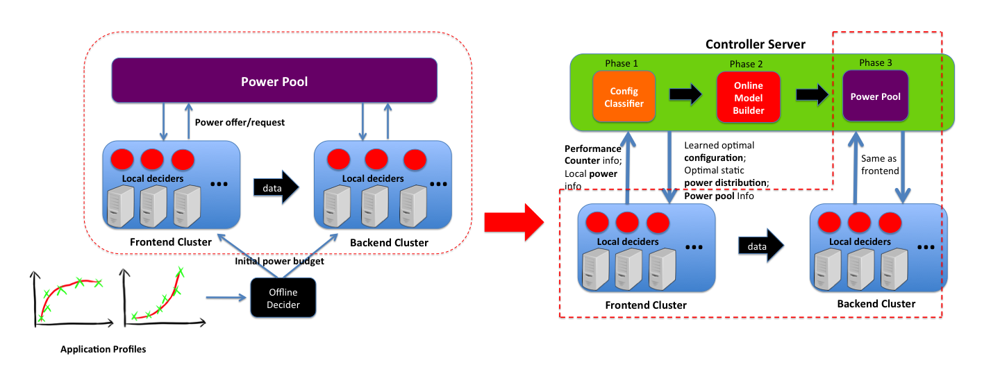 Power Pool
Power offer/request
Local deciders
...
Frontend Cluster
data
Local deciders
...
Backend Cluster
Initial power budget
Offline
Decider
Application Profiles
Controller Server
Phase 1
Config
Classifier
Phase 2
Online
Model
Builder
Phase 3
Power Pool
Performance
Counter info;
Local power
info
Learned optimal
configuration;
Optimal static
power distribution;
Power pool Info
Same as
frontend
Local deciders
...
Frontend Cluster
data
Local deciders
...
Backend Cluster